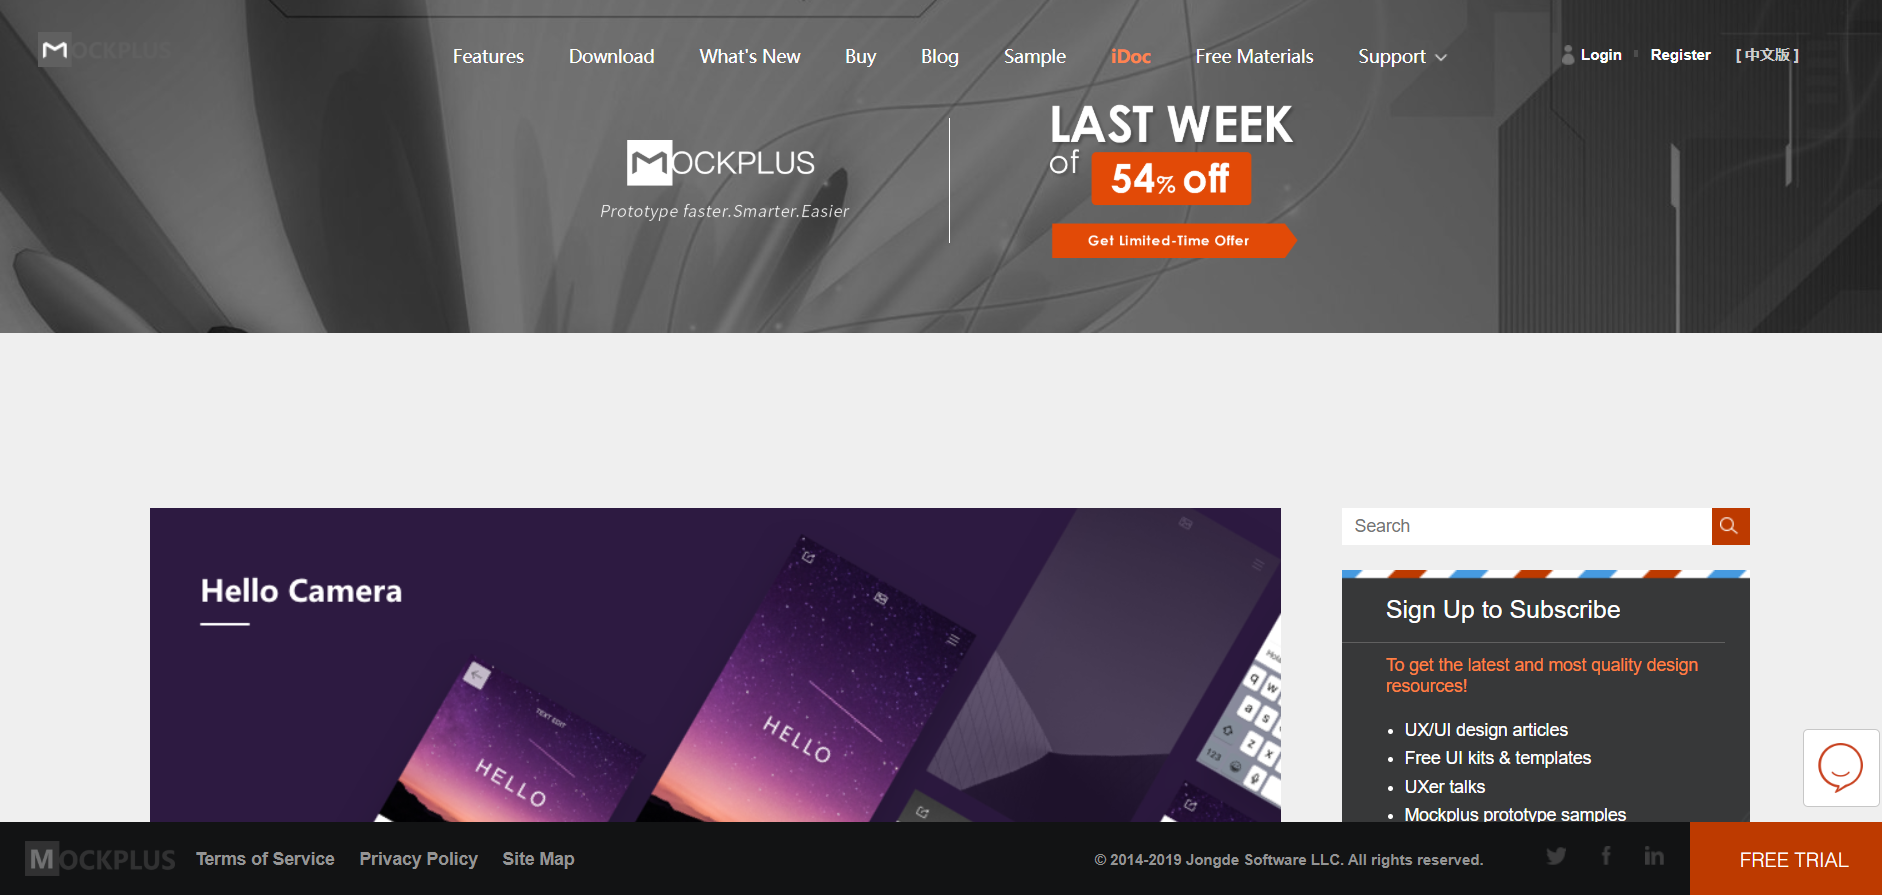 MOCKPLUS
Features Download What's New Buy Blog Sample iDoc Free Materials Support Login Register [ 中文版 ]
MOCKPLUS
Prototype faster.Smarter.Easier
LAST WEEK
of 54% off
Get Limited-Time Offer
Hello Camera
TEXT EDIT
HELLO
HELLO
q w
a s
z x
123
Search
Sign Up to Subscribe
To get the latest and most quality design
resources!
• UX/UI design articles
• Free UI kits & templates
• UXer talks
• Mockplus prototype samples
MOCKPLUS Terms of Service Privacy Policy Site Map © 2014-2019 Jongde Software LLC. All rights reserved. FREE TRIAL